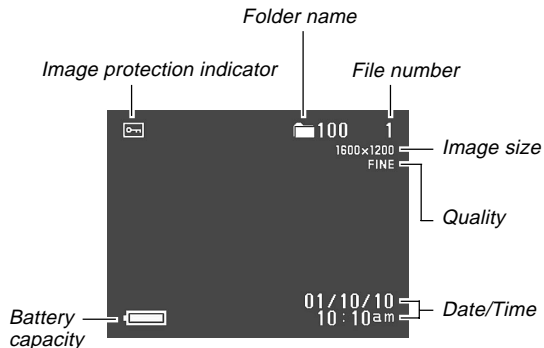 Folder name
Image protection indicator
File number
100 1
1600×1200
Image size
FINE
Quality
01/10/10
Date/Time
10:10am
Battery
capacity